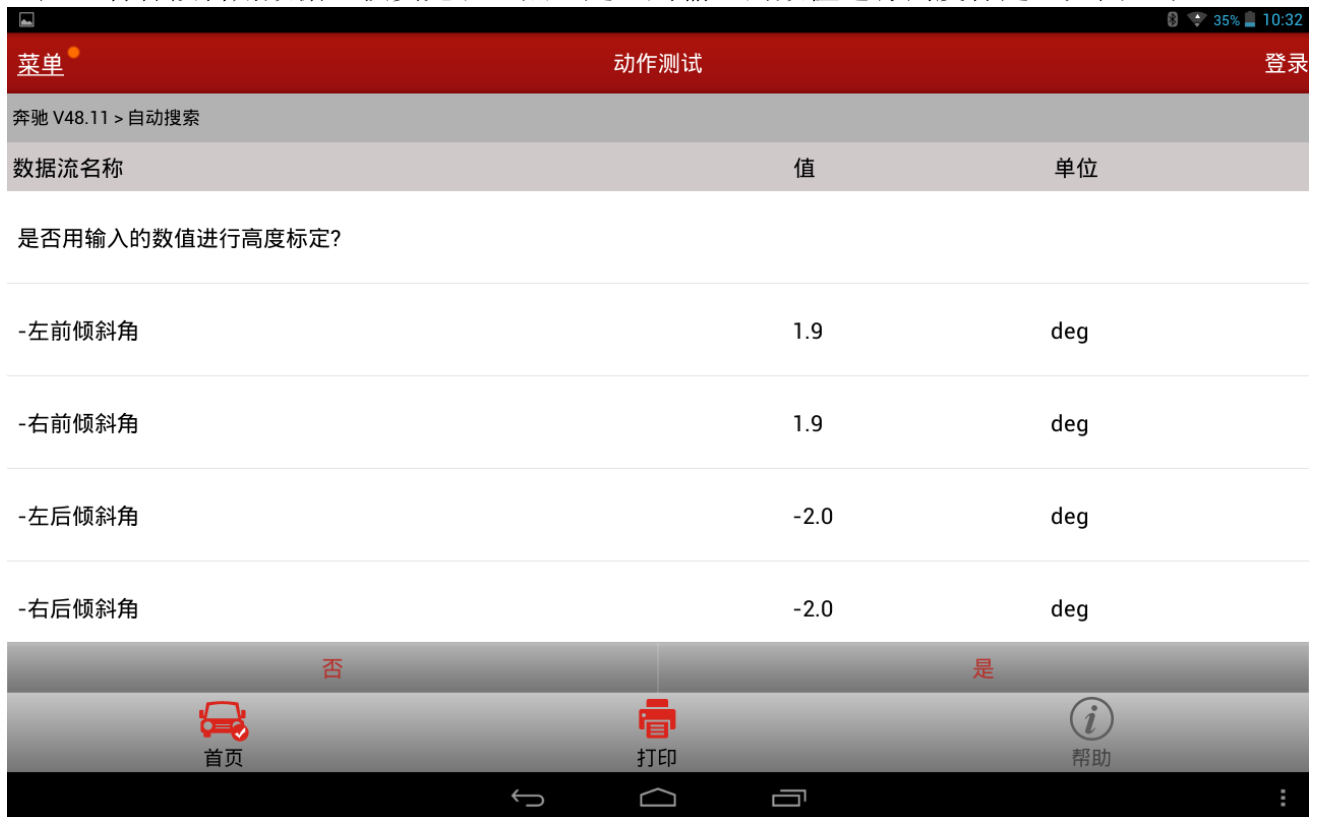 35% 10:32
菜单 动作测试 登录
奔驰 V48.11 > 自动搜索
数据流名称 值 单位
是否用输入的数值进行高度标定?
-左前倾斜角 1.9 deg
-右前倾斜角 1.9 deg
-左后倾斜角 -2.0 deg
-右后倾斜角 -2.0 deg
否 是
首页 打印 帮助